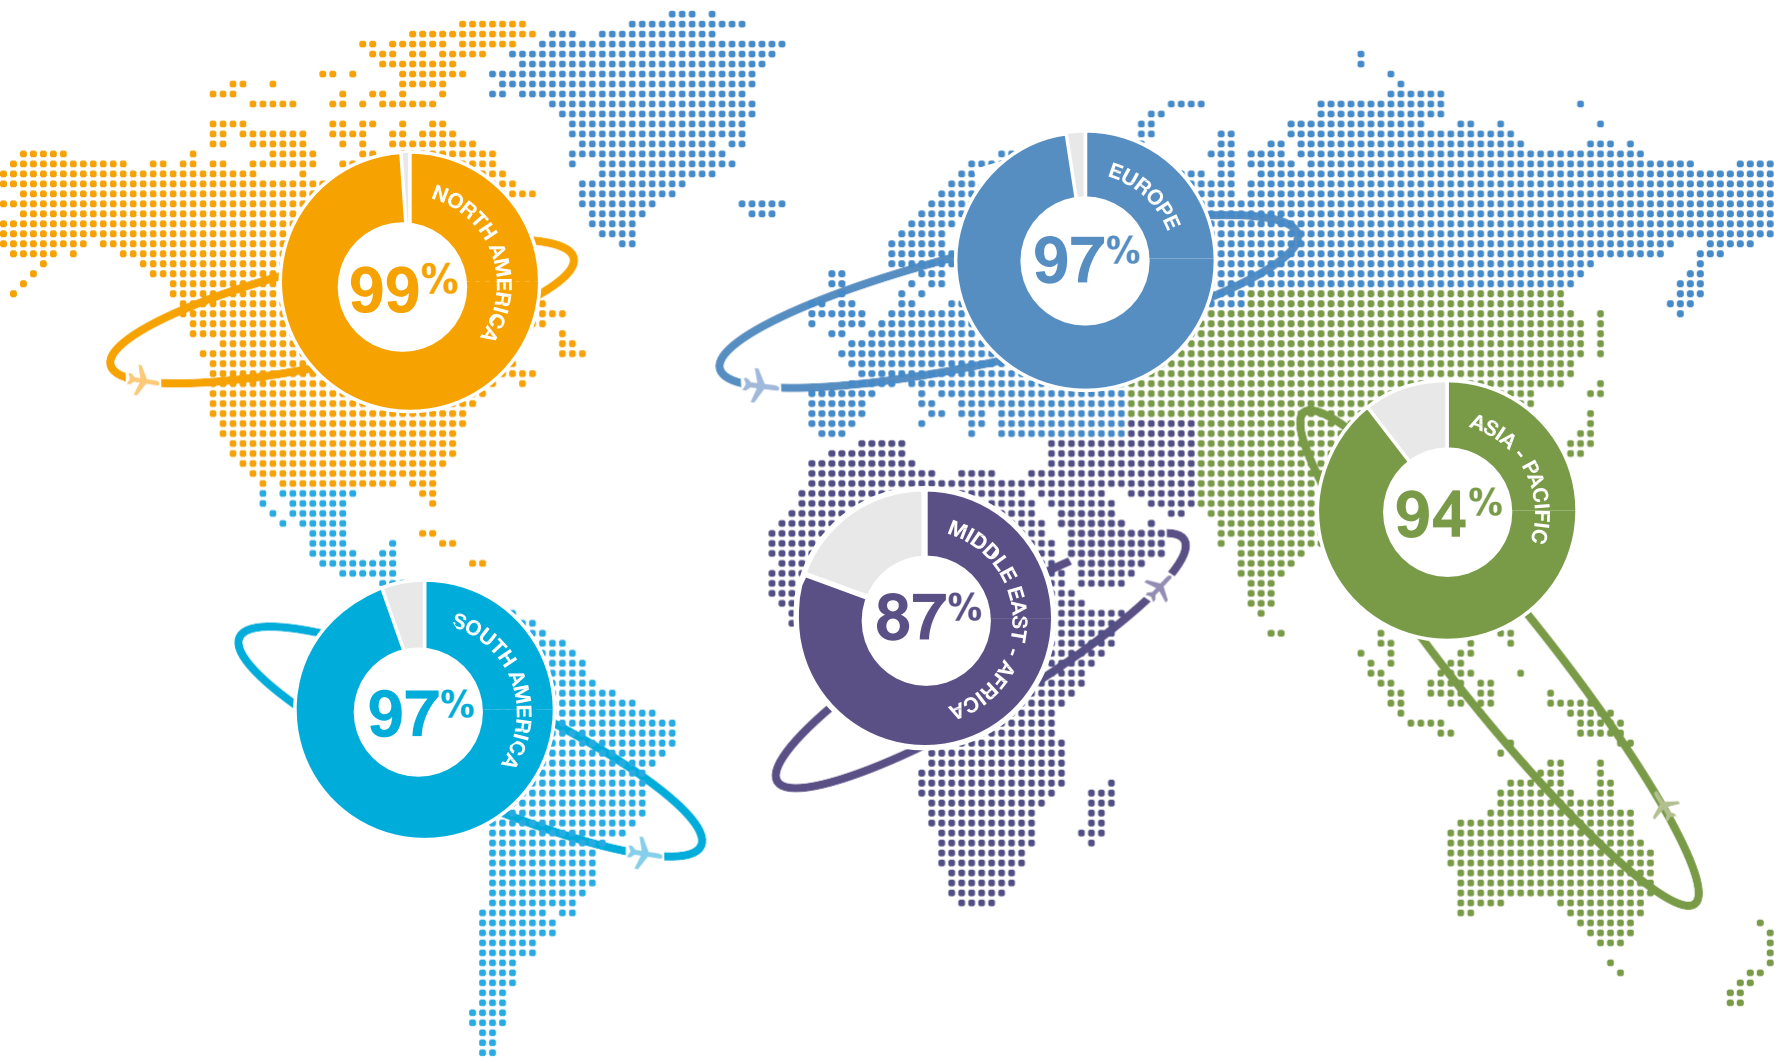 NORTH AMERICA
99%
EUROPE
97%
ASIA - PACIFIC
94%
MIDDLE EAST - AFRICA
87%
SOUTH AMERICA
97%